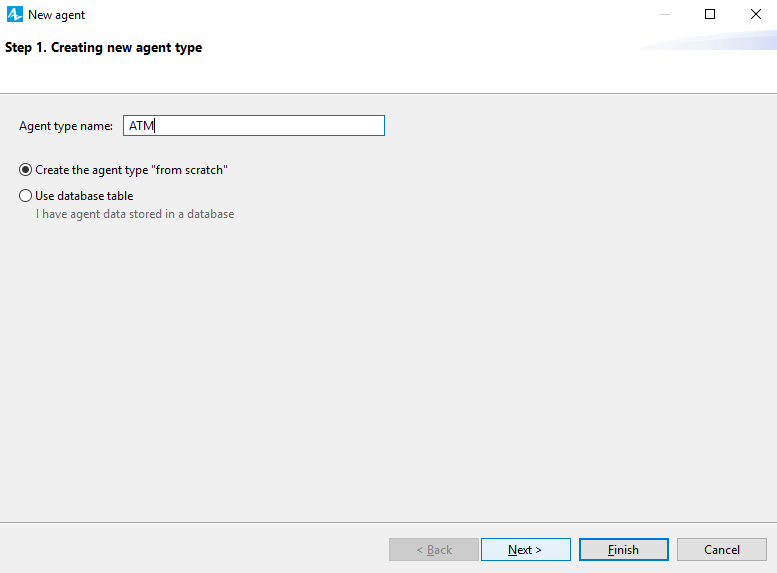 New agent
Step 1. Creating new agent type
Agent type name: ATM
Create the agent type "from scratch"
Use database table
I have agent data stored in a database
< Back Next > Finish Cancel